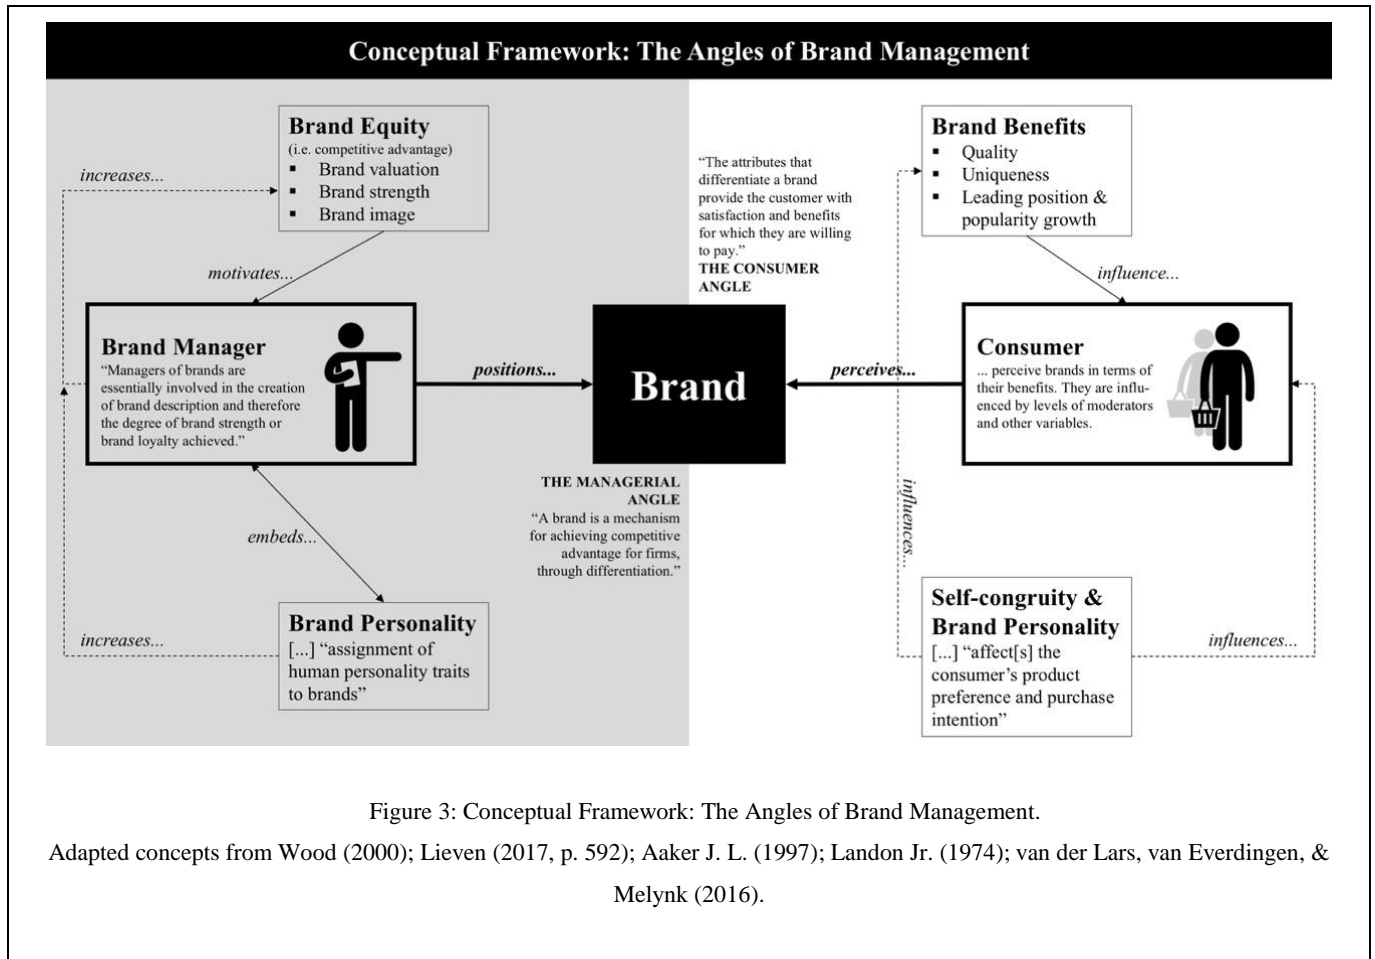 Conceptual Framework: The Angles of Brand Management
Brand Equity
(i.e. competitive advantage)
▪ Brand valuation
▪ Brand strength
▪ Brand image
increases...
motivates...
Brand Manager
“Managers of brands are
essentially involved in the creation
of brand description and therefore
the degree of brand strength or
brand loyalty achieved.”
positions...
embeds...
Brand Personality
[...] “assignment of
human personality traits
to brands”
increases...
THE MANAGERIAL
ANGLE
“A brand is a mechanism
for achieving competitive
advantage for firms,
through differentiation.”
Brand
“The attributes that
differentiate a brand
provide the customer with
satisfaction and benefits
for which they are willing
to pay.”
THE CONSUMER
ANGLE
Brand Benefits
▪ Quality
▪ Uniqueness
▪ Leading position &
popularity growth
influence...
perceives...
Consumer
... perceive brands in terms of
their benefits. They are influ-
enced by levels of moderators
and other variables.
influences...
Self-congruity &
Brand Personality
[...] “affect[s] the
consumer’s product
preference and purchase
intention”
influences...
Figure 3: Conceptual Framework: The Angles of Brand Management.
Adapted concepts from Wood (2000); Lieven (2017, p. 592); Aaker J. L. (1997); Landon Jr. (1974); van der Lars, van Everdingen, &
Melynk (2016).